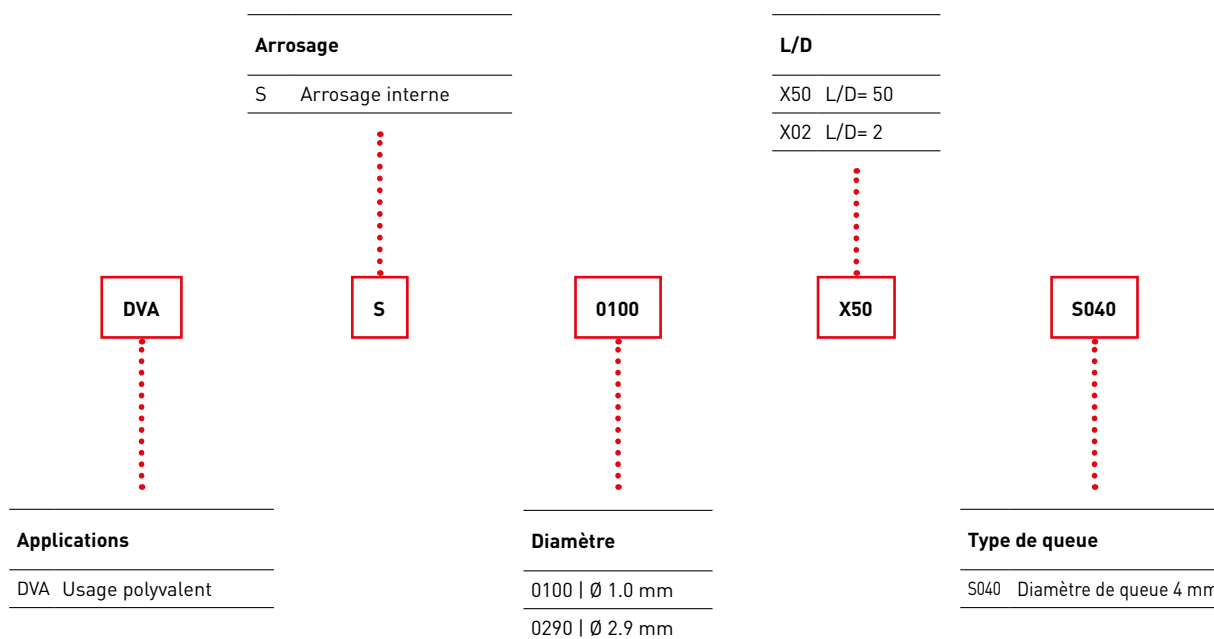 Arrosage
S Arrosage interne
L/D
X50 L/D= 50
X02 L/D= 2
DVA
S
0100
X50
S040
Applications
DVA Usage polyvalent
Diamètre
0100 | Ø 1.0 mm
0290 | Ø 2.9 mm
Type de queue
S040 Diamètre de queue 4 mm